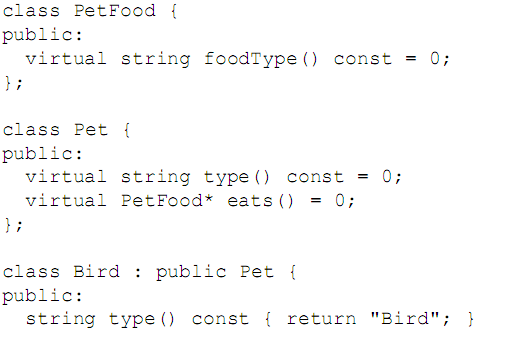 class PetFood {
public:
  virtual string foodType() const = 0;
};

class Pet {
public:
  virtual string type() const = 0;
  virtual PetFood* eats() = 0;
};

class Bird : public Pet {
public:
  string type() const { return "Bird"; }